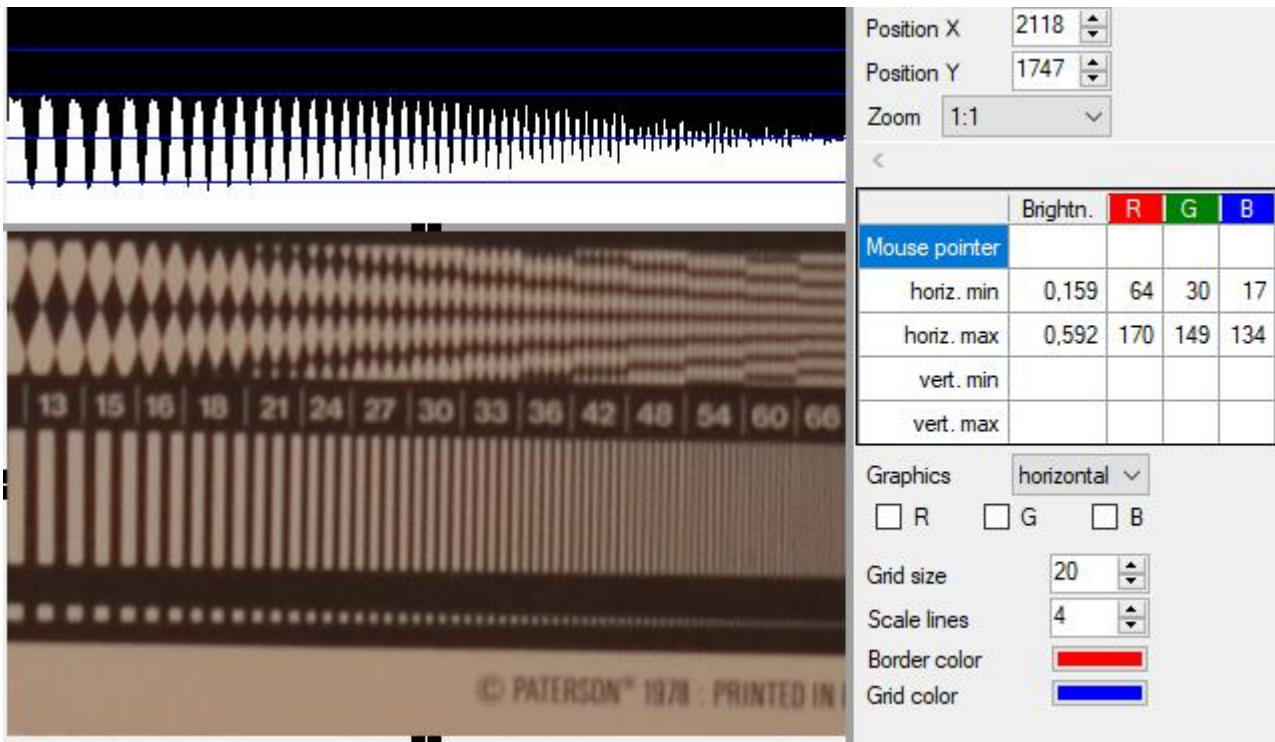 Position X 2118
Position Y 1747
Zoom 1:1
<
Brightn. R G B
Mouse pointer
horiz. min 0,159 64 30 17
horiz. max 0,592 170 149 134
vert. min
vert. max
13 15 16 18 21 24 27 30 33 36 42 48 54 60 66
Graphics horizontal
R G B
Grid size 20
Scale lines 4
Border color
Grid color
© PATERSON" 1978 : PRINTED IN